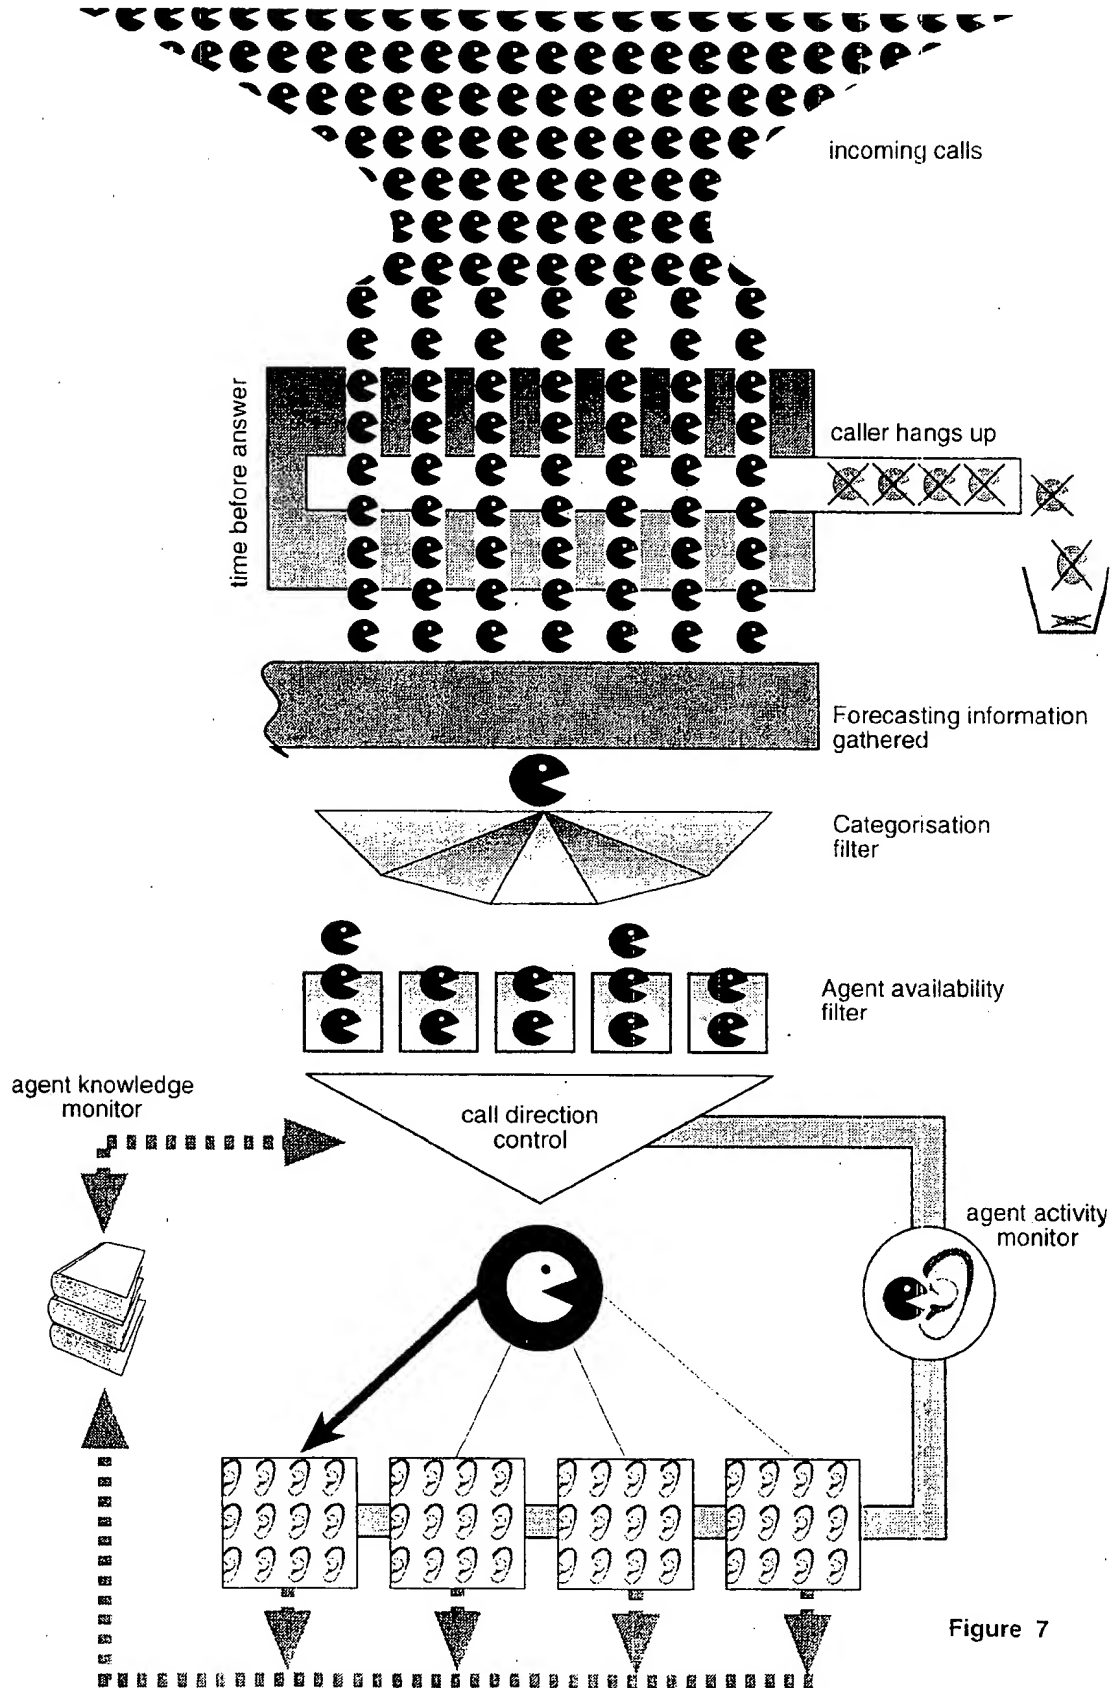 incoming calls
time before answer
caller hangs up
Forecasting information
gathered
Categorisation
filter
Agent availability
filter
agent knowledge
monitor
call direction
control
agent activity
monitor
Figure 7